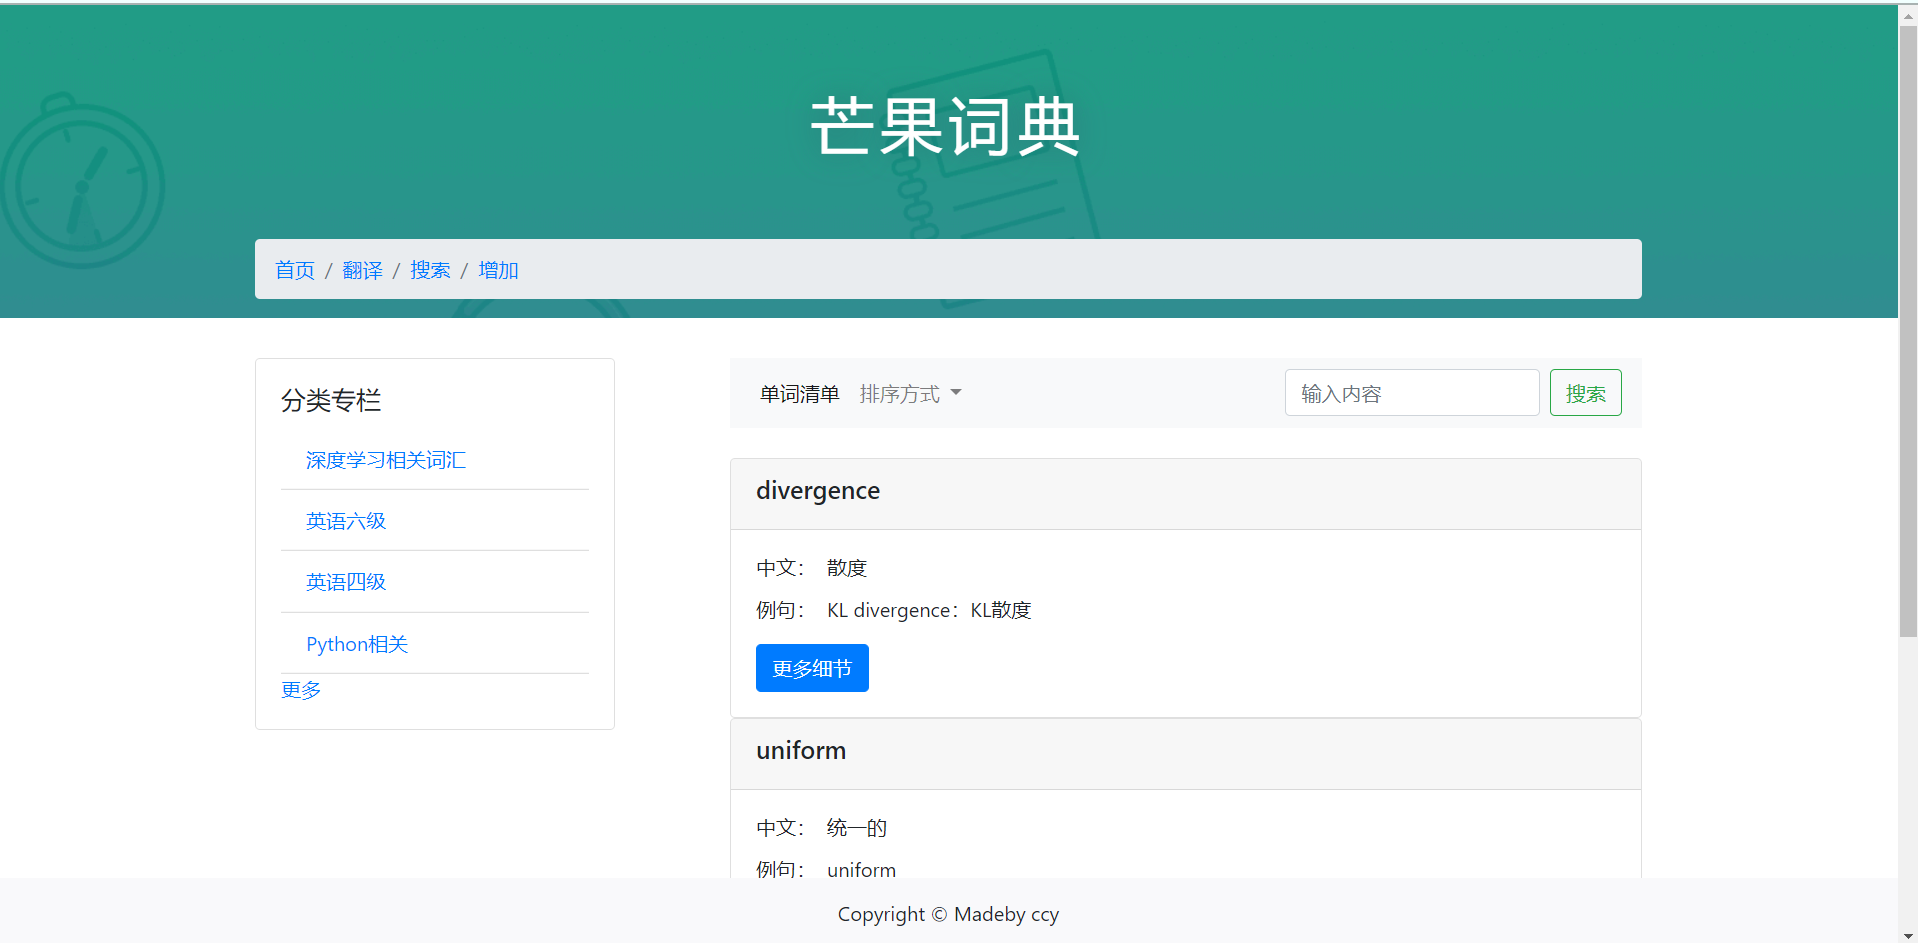 芒果词典
首页 / 翻译 / 搜索 / 增加
分类专栏
深度学习相关词汇
英语六级
英语四级
Python相关
更多
单词清单 排序方式 输入内容 搜索
divergence
中文： 散度
例句： KL divergence：KL散度
更多细节
uniform
中文： 统一的
例句： uniform
Copyright © Madeby ccy